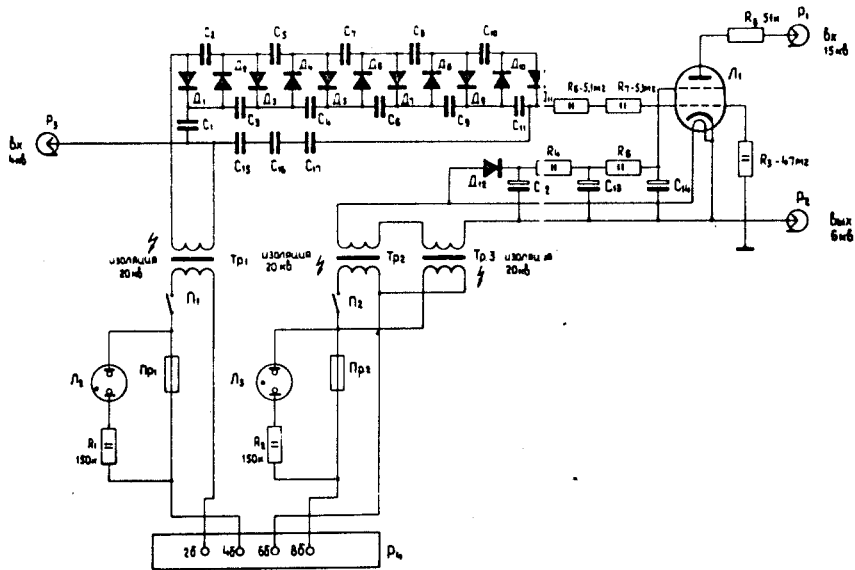 C2 C5 C7 C8 C10
R8 51к
P1
вх
15кв
Д2 Д4 Д6 Д8 Д10
Л1
R6-5,1мг R7-5,1мг
Д1 Д3 Д5 Д7 Д9 Д11
P3
C1 C3 C4 C6 C9 C11
вх
4кв
C15 C16 C17
R4 R5
R3-47мг
Д12
C12 C13 C14
P2
вых
6кв
изоляция
20кв
Тр1
изоляция
20кв
Тр2
Тр.3 изоляция
20кв
П1
П2
Л2
Пр1
Л3
Пр2
R1
150к
R2
150к
2б 4б 6б 8б
P4